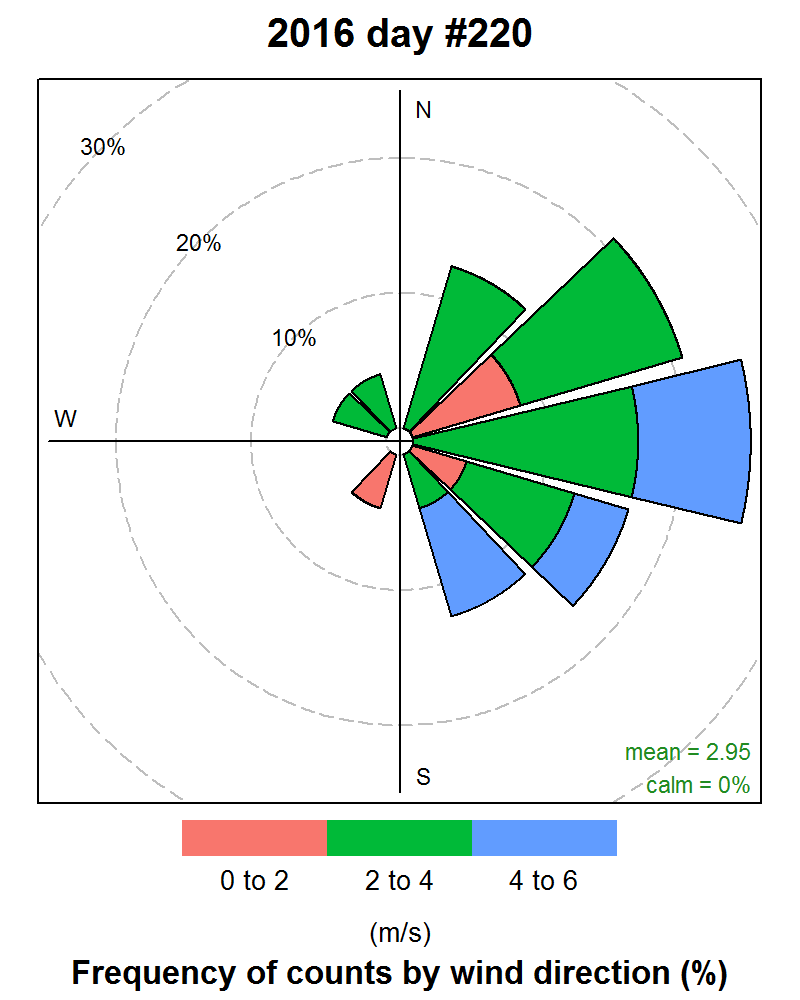 2016 day #220
N
30%
20%
10%
W
S
mean = 2.95
calm = 0%
0 to 2 2 to 4 4 to 6
(m/s)
Frequency of counts by wind direction (%)